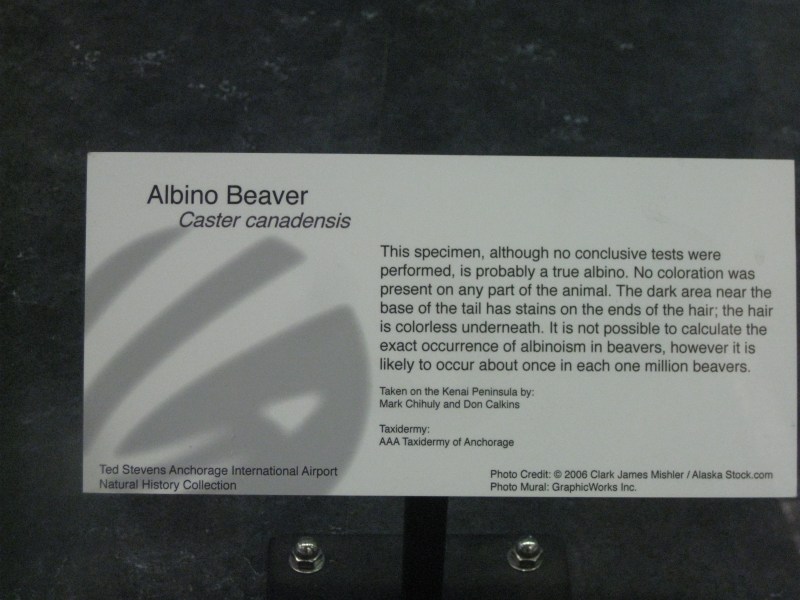 Albino Beaver
Caster canadensis
This specimen, although no conclusive tests were
performed, is probably a true albino. No coloration was
present on any part of the animal. The dark area near the
base of the tail has stains on the ends of the hair; the hair
is colorless underneath. It is not possible to calculate the
exact occurrence of albinoism in beavers, however it is
likely to occur about once in each one million beavers.
Taken on the Kenai Peninsula by:
Mark Chihuly and Don Calkins
Taxidermy:
AAA Taxidermy of Anchorage
Ted Stevens Anchorage International Airport
Natural History Collection
Photo Credit: © 2006 Clark James Mishler / Alaska Stock.com
Photo Mural: GraphicWorks Inc.